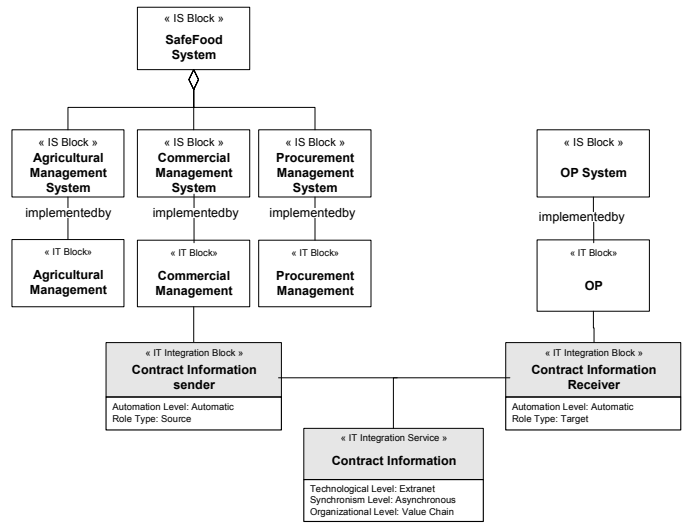 « IS Block »
SafeFood
System
« IS Block »
Agricultural
Management
System
« IS Block »
Commercial
Management
System
« IS Block »
Procurement
Management
System
« IS Block »
OP System
implementedby
implementedby
implementedby
implementedby
« IT Block»
Agricultural
Management
« IT Block»
Commercial
Management
« IT Block»
Procurement
Management
« IT Block»
OP
« IT Integration Block »
Contract Information
sender
Automation Level: Automatic
Role Type: Source
« IT Integration Block »
Contract Information
Receiver
Automation Level: Automatic
Role Type: Target
« IT Integration Service »
Contract Information
Technological Level: Extranet
Synchronism Level: Asynchronous
Organizational Level: Value Chain